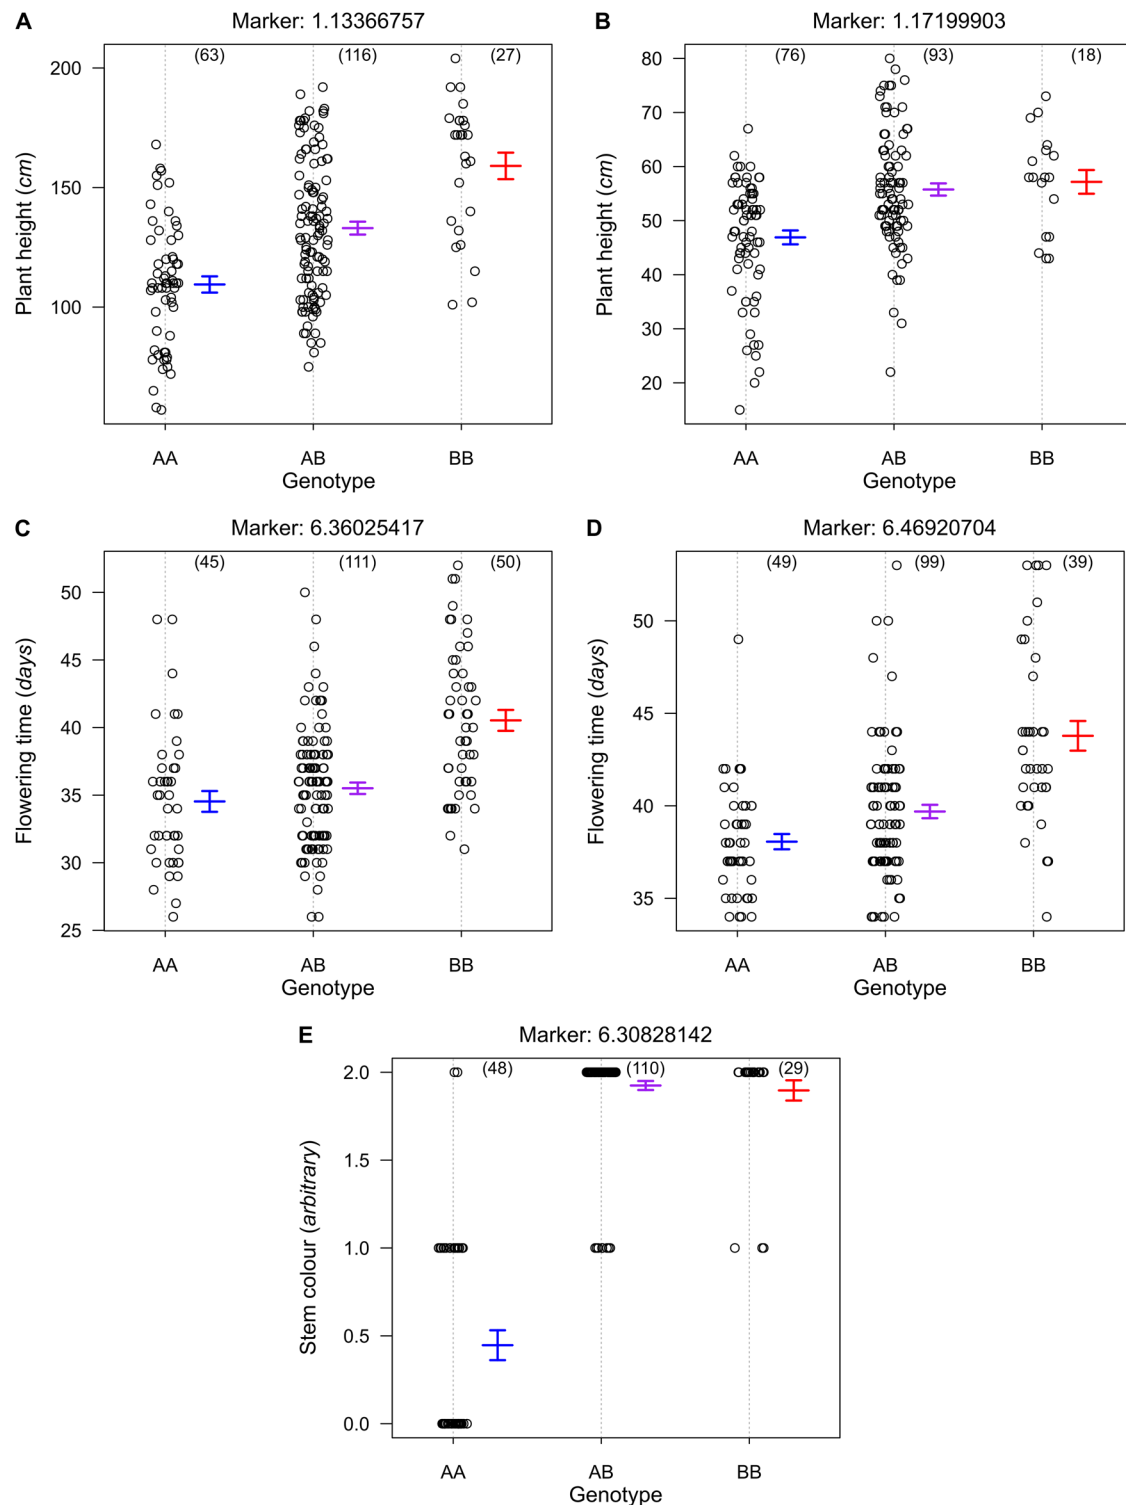 A Marker: 1.13366757
(63) (116) (27)
200
150
100
Plant height (cm)
AA AB BB
Genotype
B Marker: 1.17199903
(76) (93) (18)
80
70
60
50
40
30
20
Plant height (cm)
AA AB BB
Genotype
C Marker: 6.36025417
(45) (111) (50)
50
45
40
35
30
25
Flowering time (days)
AA AB BB
Genotype
D Marker: 6.46920704
(49) (99) (39)
50
45
40
35
Flowering time (days)
AA AB BB
Genotype
E Marker: 6.30828142
(48) (110) (29)
2.0
1.5
1.0
0.5
0.0
Stem colour (arbitrary)
AA AB BB
Genotype